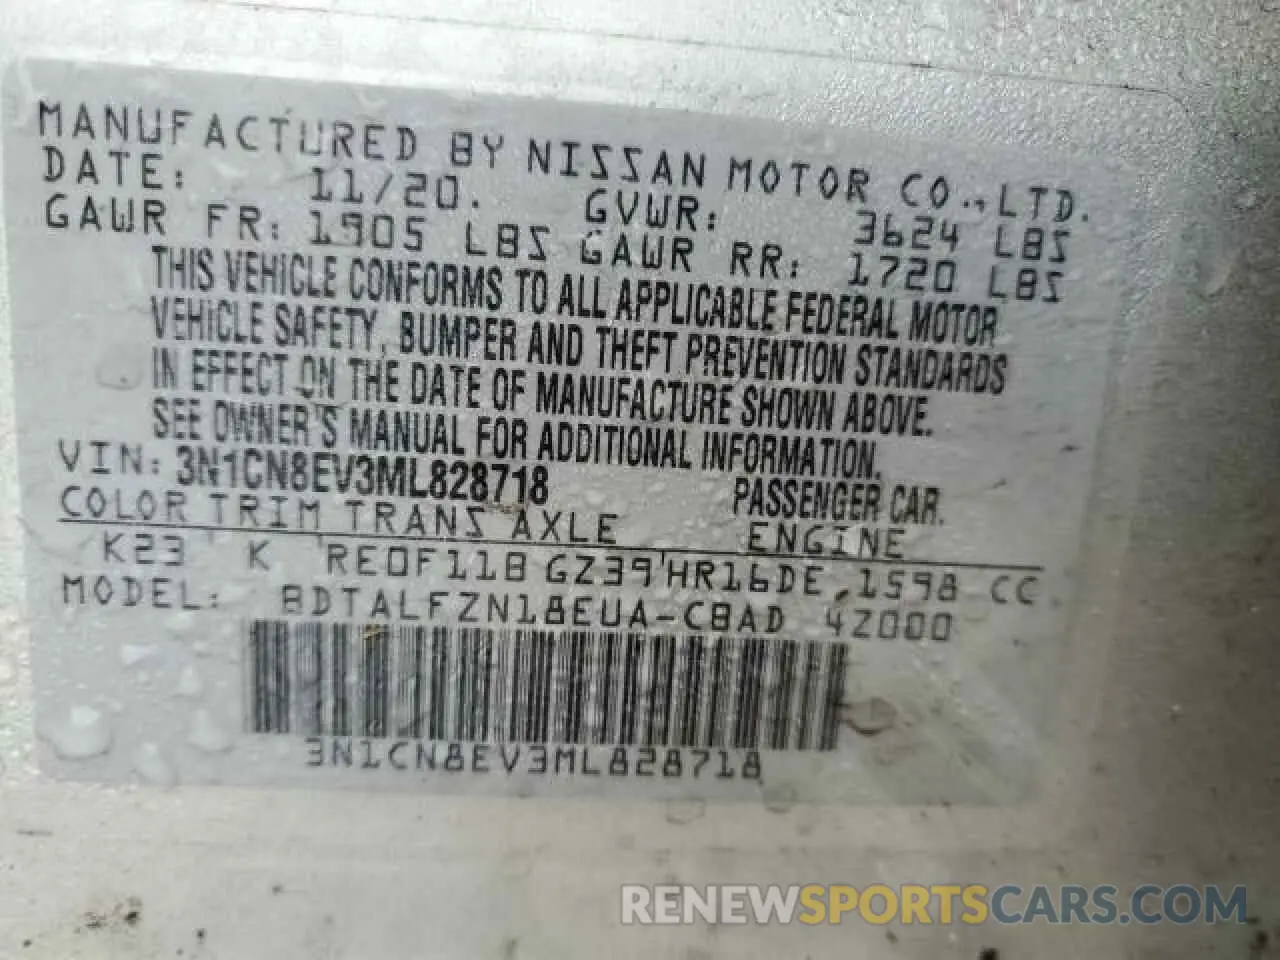 MANUFACTURED BY NISSAN MOTOR CO., LTD.
DATE: 11/20. GVWR: 3624 LBS
GAWR FR: 1905 LBS GAWR RR: 1720 LBS
THIS VEHICLE CONFORMS TO ALL APPLICABLE FEDERAL MOTOR
VEHICLE SAFETY, BUMPER AND THEFT PREVENTION STANDARDS
IN EFFECT ON THE DATE OF MANUFACTURE SHOWN ABOVE.
SEE OWNER'S MANUAL FOR ADDITIONAL INFORMATION.
VIN: 3N1CN8EV3ML828718 PASSENGER CAR.
COLOR TRIM TRANS AXLE ENGINE
K23 K RE0F11B GZ39 HR16DE, 1598 CC
MODEL: BDTALFZN18EUA-CBAD 42000
3N1CN8EV3ML828718
RENEWSPORTSCARS.COM